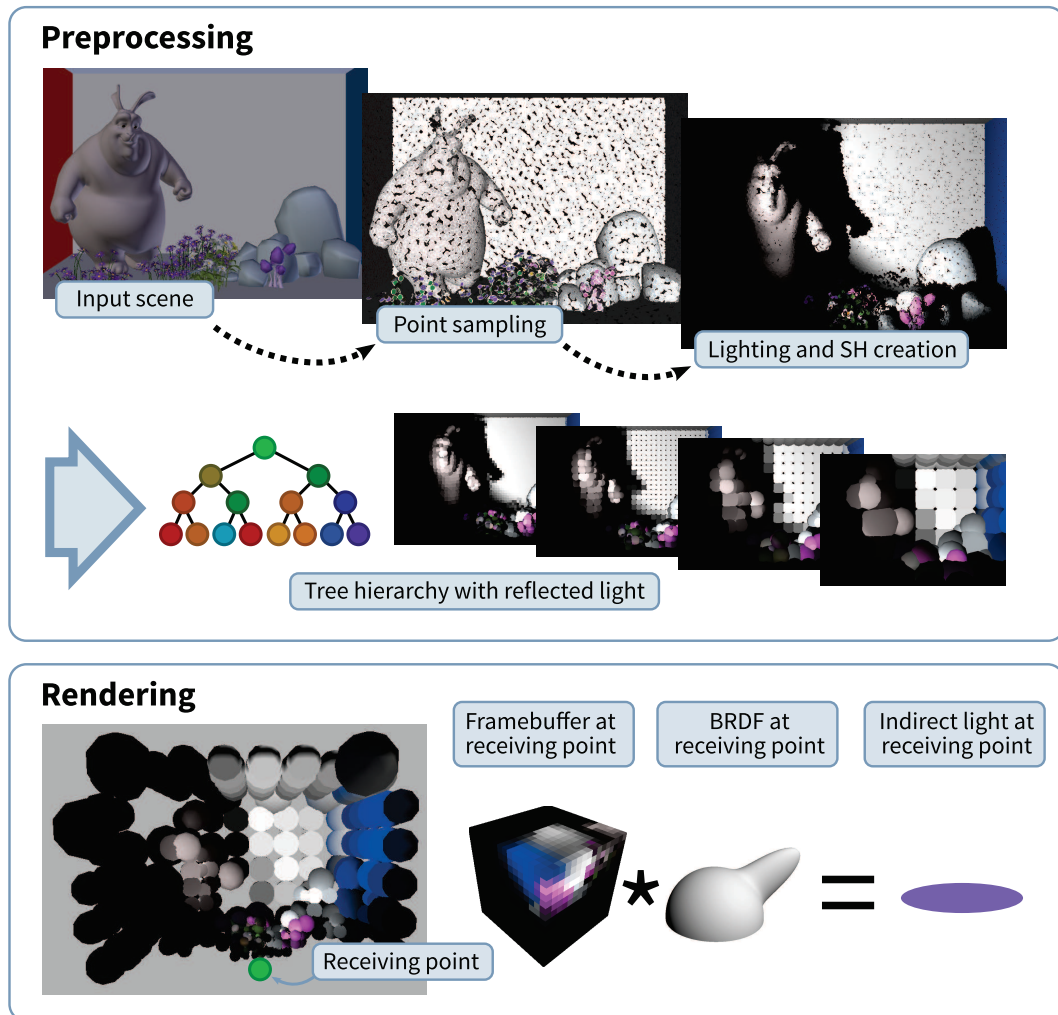 Preprocessing
Input scene
Point sampling
Lighting and SH creation
Tree hierarchy with reflected light
Rendering
Framebuffer at
receiving point
BRDF at
receiving point
Indirect light at
receiving point
*
=
Receiving point